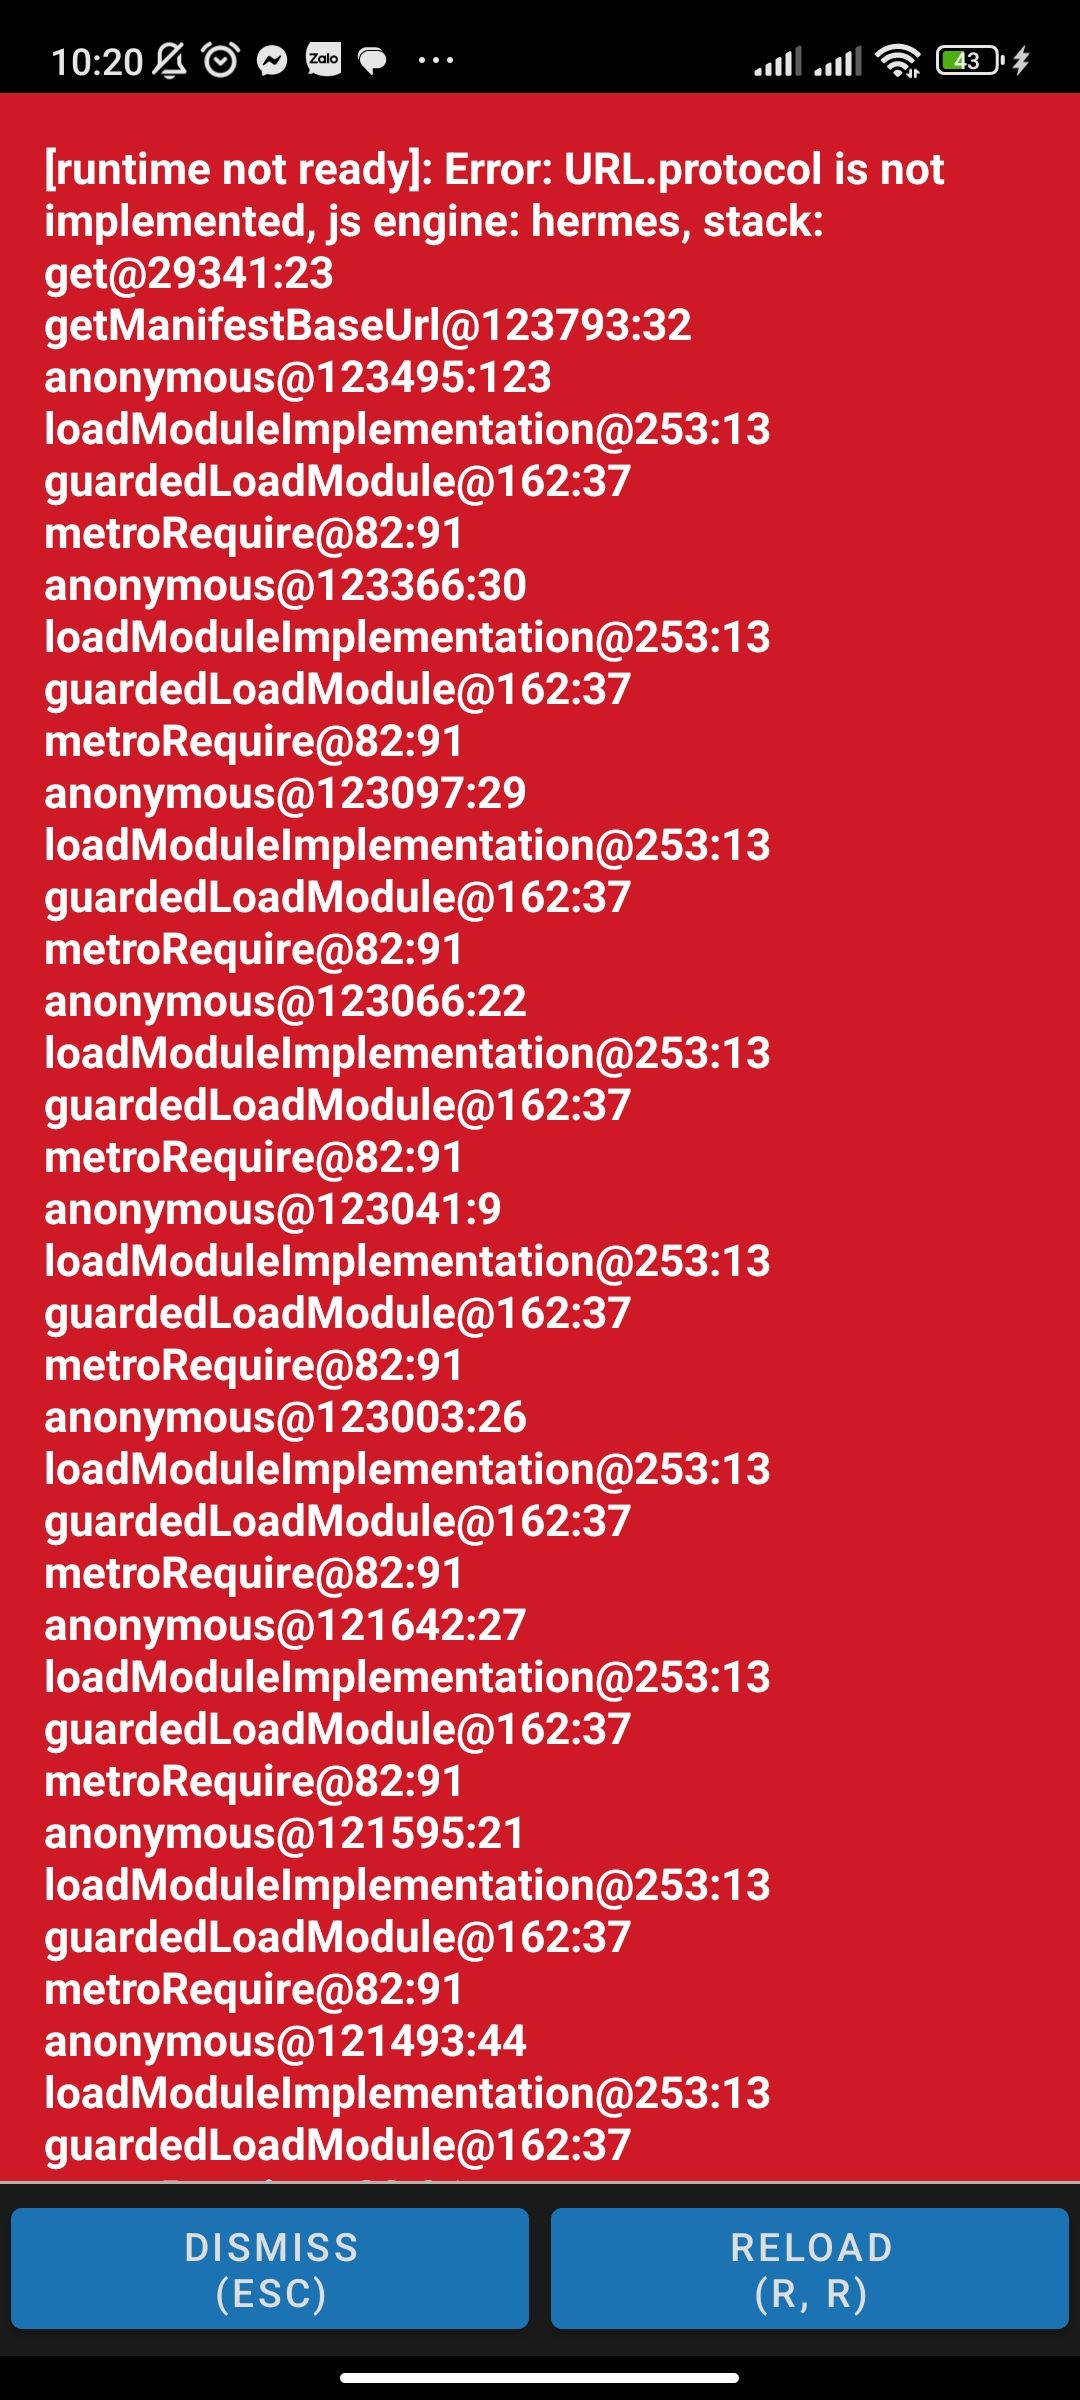 10:20 Zalo ... 43
[runtime not ready]: Error: URL.protocol is not
implemented, js engine: hermes, stack:
get@29341:23
getManifestBaseUrl@123793:32
anonymous@123495:123
loadModuleImplementation@253:13
guardedLoadModule@162:37
metroRequire@82:91
anonymous@123366:30
loadModuleImplementation@253:13
guardedLoadModule@162:37
metroRequire@82:91
anonymous@123097:29
loadModuleImplementation@253:13
guardedLoadModule@162:37
metroRequire@82:91
anonymous@123066:22
loadModuleImplementation@253:13
guardedLoadModule@162:37
metroRequire@82:91
anonymous@123041:9
loadModuleImplementation@253:13
guardedLoadModule@162:37
metroRequire@82:91
anonymous@123003:26
loadModuleImplementation@253:13
guardedLoadModule@162:37
metroRequire@82:91
anonymous@121642:27
loadModuleImplementation@253:13
guardedLoadModule@162:37
metroRequire@82:91
anonymous@121595:21
loadModuleImplementation@253:13
guardedLoadModule@162:37
metroRequire@82:91
anonymous@121493:44
loadModuleImplementation@253:13
guardedLoadModule@162:37
DISMISS
(ESC)
RELOAD
(R, R)